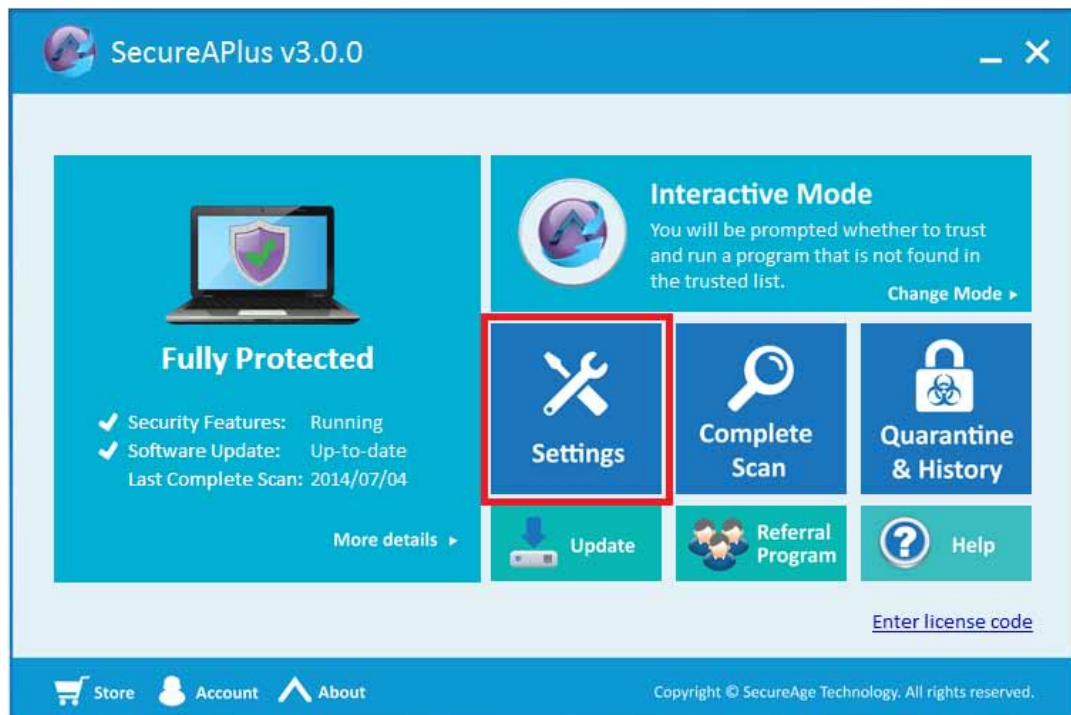 SecureAPlus v3.0.0
Interactive Mode
You will be prompted whether to trust
and run a program that is not found in
the trusted list.
Change Mode ▸
Fully Protected
Security Features: Running
Software Update: Up-to-date
Last Complete Scan: 2014/07/04
More details ▸
Settings
Complete
Scan
Quarantine
& History
Update
Referral
Program
Help
Enter license code
Store
Account
About
Copyright © SecureAge Technology. All rights reserved.